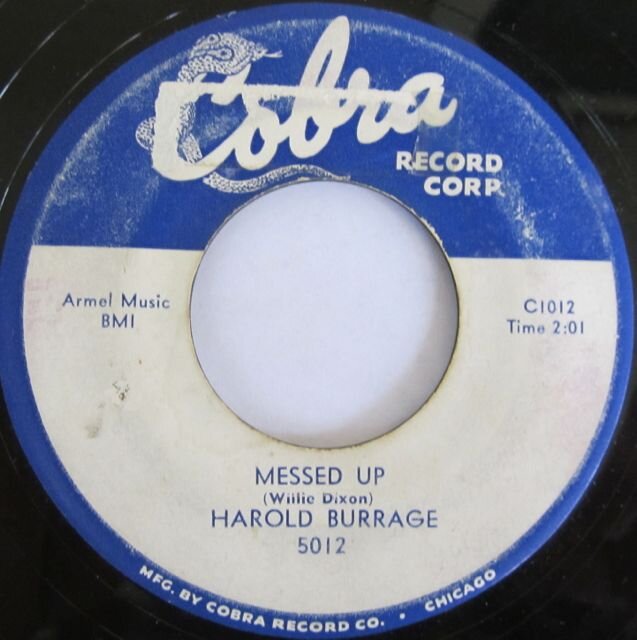 Cobra
RECORD
CORP
Armel Music
BMI
C1012
Time 2:01
MESSED UP
(Willie Dixon)
HAROLD BURRAGE
5012
MFG. BY COBRA RECORD CO. • CHICAGO